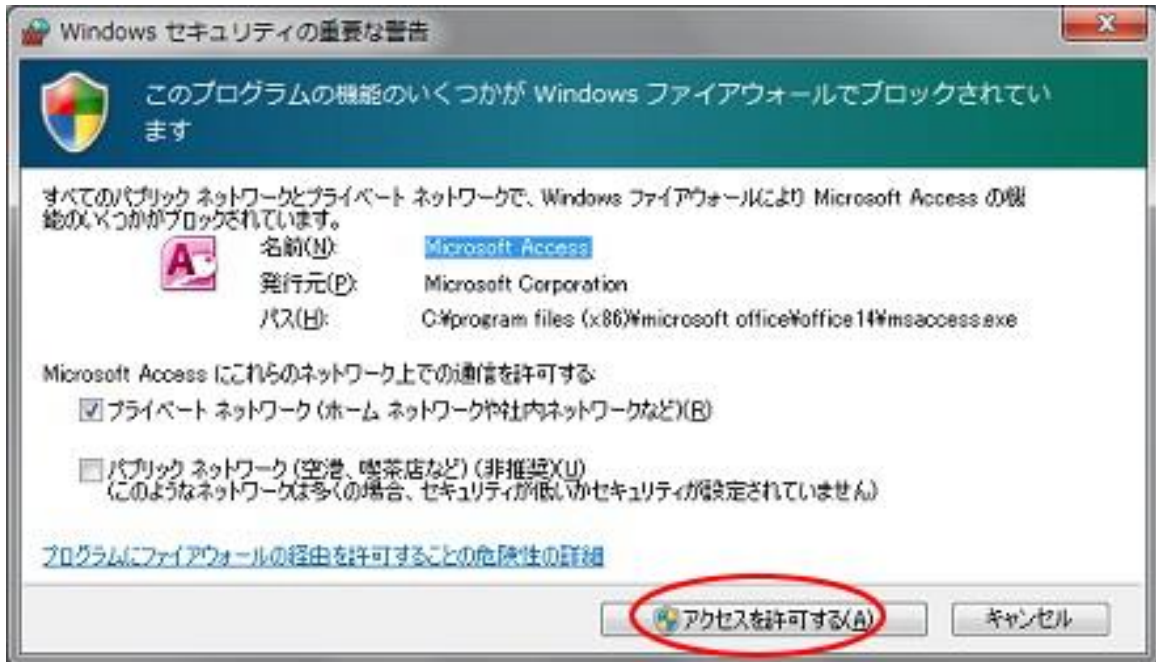 Windows セキュリティの重要な警告
このプログラムの機能のいくつかが Windows ファイアウォールでブロックされてい
ます
すべてのパブリック ネットワークとプライベート ネットワークで、Windows ファイアウォールにより Microsoft Access の機
能のいくつかがブロックされています。
名前(N): Microsoft Access
発行元(P): Microsoft Corporation
パス(H): C:¥program files (x86)¥microsoft office¥office14¥msaccess.exe
Microsoft Access にこれらのネットワーク上での通信を許可する:
プライベート ネットワーク (ホーム ネットワークや社内ネットワークなど)(R)
パブリック ネットワーク (空港、喫茶店など) (非推奨)(U)
(このようなネットワークは多くの場合、セキュリティが低いかセキュリティが設定されていません)
プログラムにファイアウォールの経由を許可することの危険性の詳細
アクセスを許可する(A) キャンセル